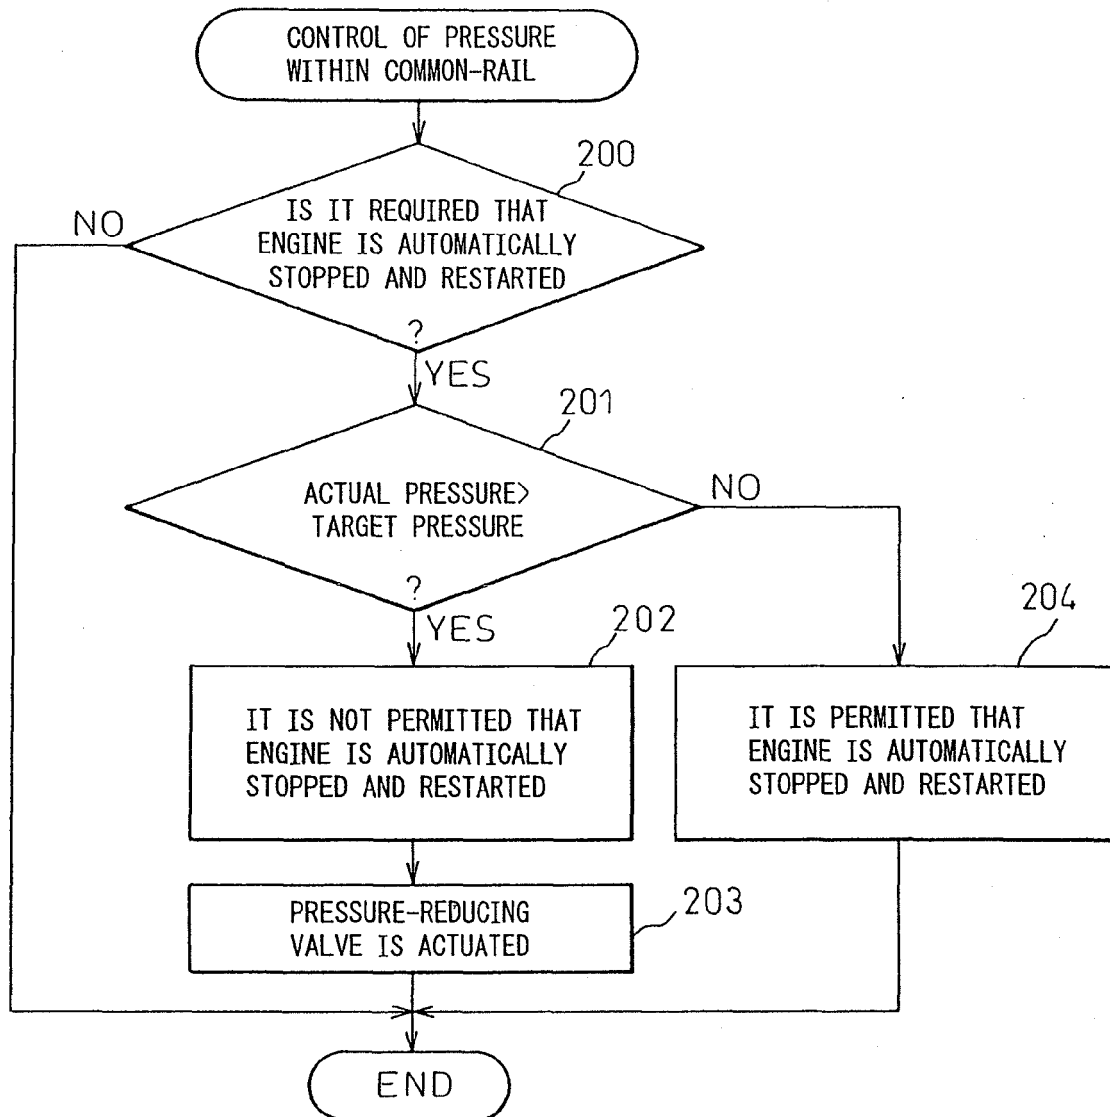 CONTROL OF PRESSURE
WITHIN COMMON-RAIL
200
NO
IS IT REQUIRED THAT
ENGINE IS AUTOMATICALLY
STOPPED AND RESTARTED
?
YES
201
ACTUAL PRESSURE>
TARGET PRESSURE
?
NO
YES
202
IT IS NOT PERMITTED THAT
ENGINE IS AUTOMATICALLY
STOPPED AND RESTARTED
204
IT IS PERMITTED THAT
ENGINE IS AUTOMATICALLY
STOPPED AND RESTARTED
203
PRESSURE-REDUCING
VALVE IS ACTUATED
END